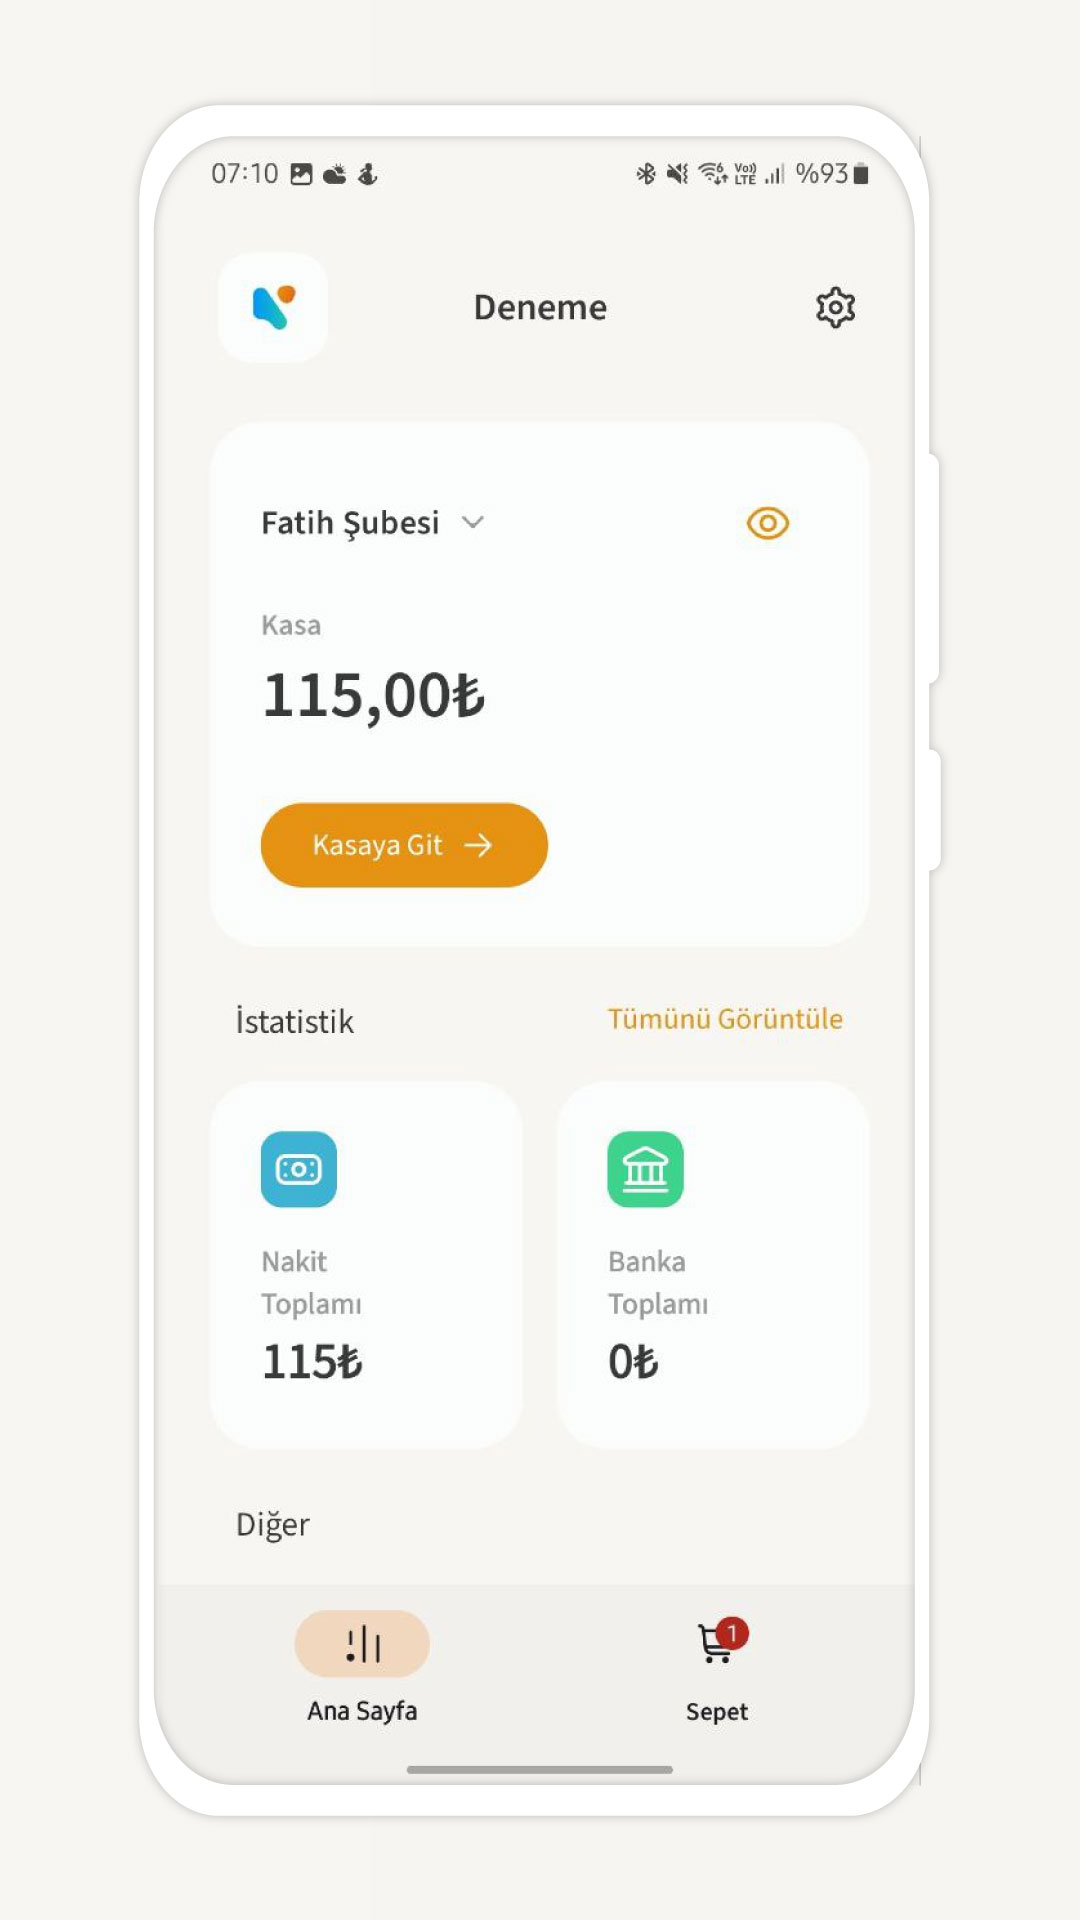 07:10 Vo)) LTE %93
Deneme
Fatih Şubesi
Kasa
115,00₺
Kasaya Git
İstatistik Tümünü Görüntüle
Nakit
Toplamı
115₺
Banka
Toplamı
0₺
Diğer
1
Ana Sayfa Sepet